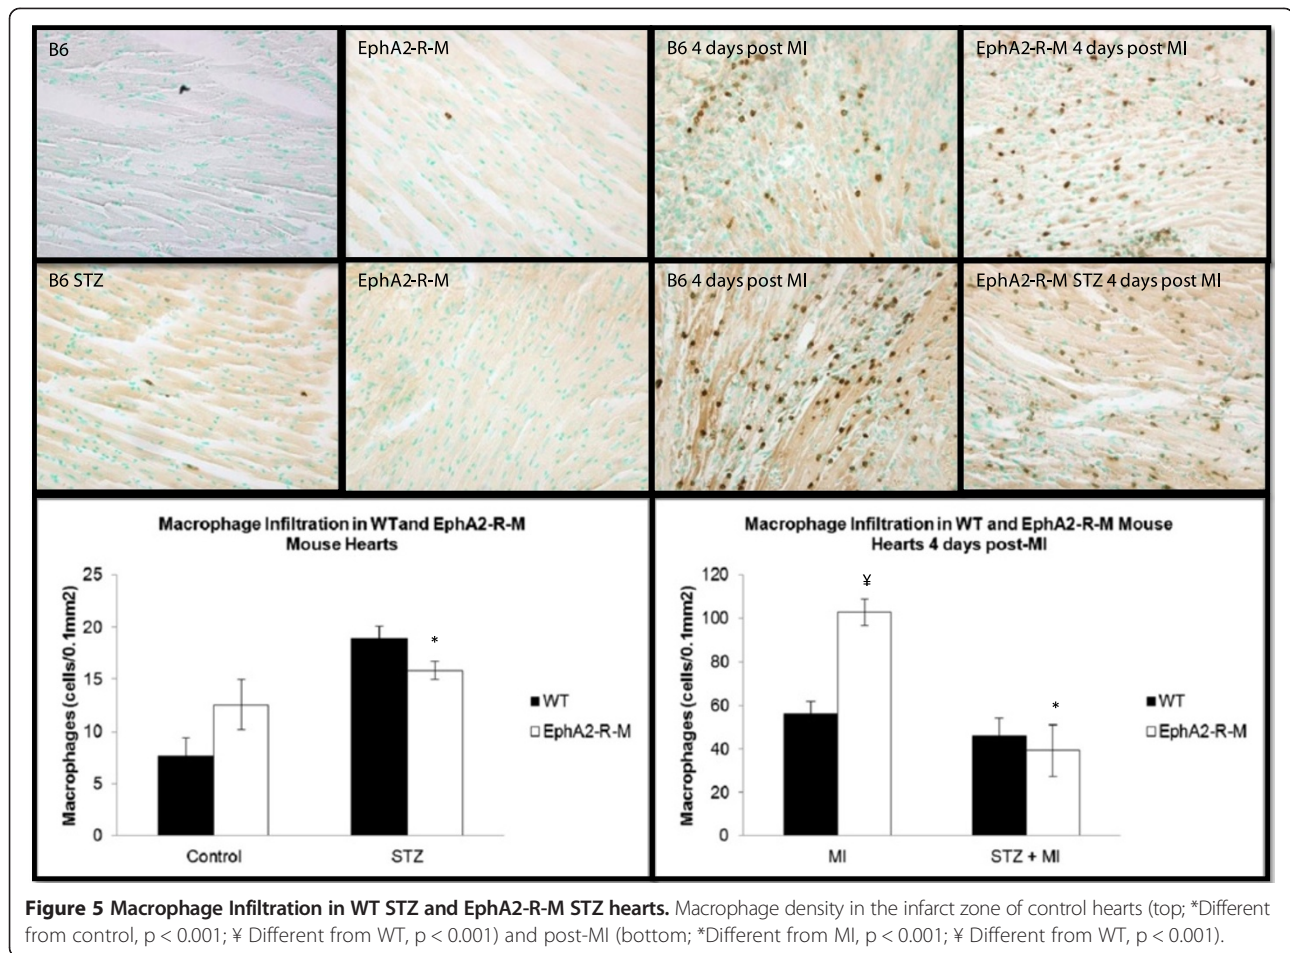 B6
EphA2-R-M
B6 4 days post MI
EphA2-R-M 4 days post MI
B6 STZ
EphA2-R-M
B6 4 days post MI
EphA2-R-M STZ 4 days post MI
Macrophage Infiltration in WTand EphA2-R-M
Mouse Hearts
Macrophages (cells/0.1mm2)
25
20
15
10
5
0
*
Control
STZ
WT
EphA2-R-M
Macrophage Infiltration in WT and EphA2-R-M Mouse
Hearts 4 days post-MI
Macrophages (cells/0.1mm2)
120
100
80
60
40
20
0
¥
*
MI
STZ + MI
WT
EphA2-R-M
Figure 5 Macrophage Infiltration in WT STZ and EphA2-R-M STZ hearts. Macrophage density in the infarct zone of control hearts (top; *Different
from control, p < 0.001; ¥ Different from WT, p < 0.001) and post-MI (bottom; *Different from MI, p < 0.001; ¥ Different from WT, p < 0.001).